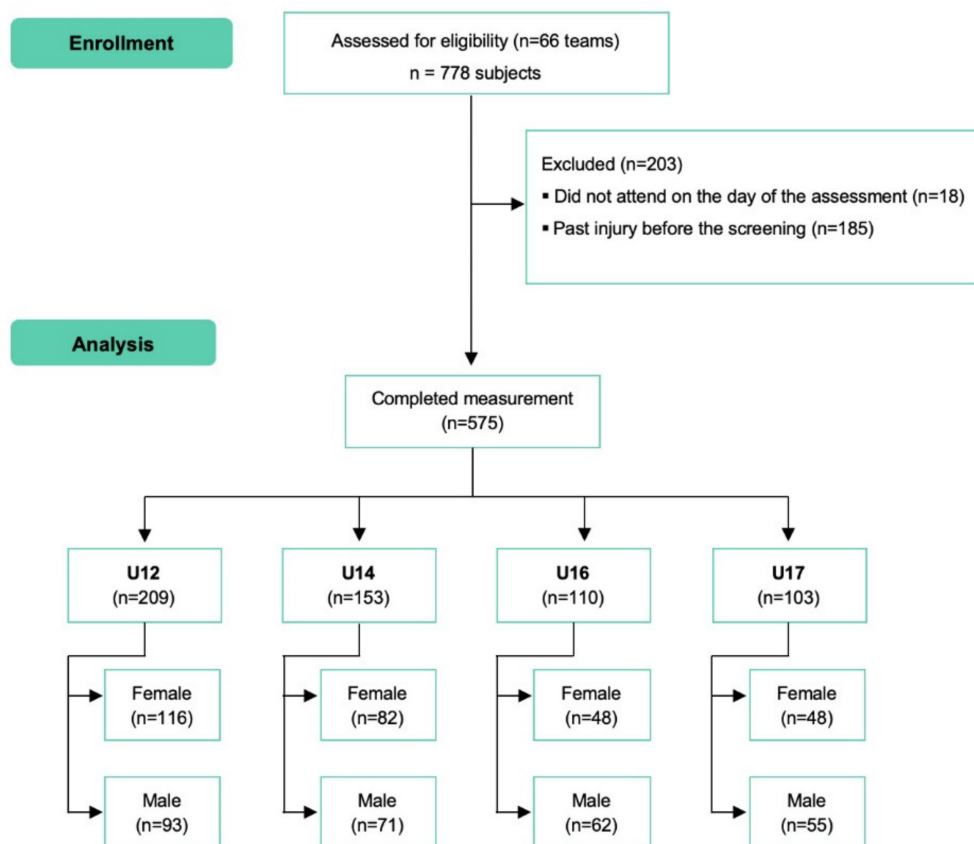 Enrollment
Assessed for eligibility (n=66 teams)
n = 778 subjects
Excluded (n=203)
▪ Did not attend on the day of the assessment (n=18)
▪ Past injury before the screening (n=185)
Analysis
Completed measurement
(n=575)
U12
(n=209)
U14
(n=153)
U16
(n=110)
U17
(n=103)
Female
(n=116)
Female
(n=82)
Female
(n=48)
Female
(n=48)
Male
(n=93)
Male
(n=71)
Male
(n=62)
Male
(n=55)